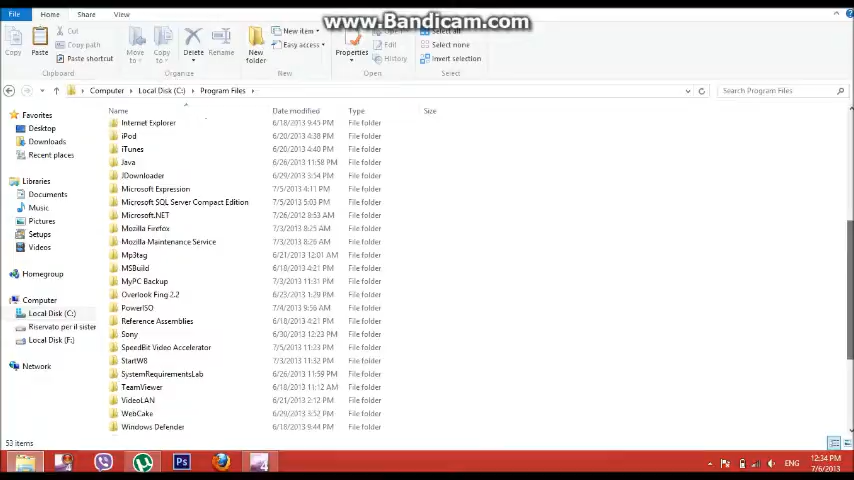 www.Bandicam.com
File Home Share View
Cut
Copy path
Paste shortcut
Copy Paste
Move to
Copy to
Delete Rename
New folder
New item
Easy access
Properties
Open
Edit
History
Select all
Select none
Invert selection
Clipboard Organize New Open Select
Computer Local Disk (C:) Program Files Search Program Files
Name Date modified Type Size
Favorites
Desktop
Downloads
Recent places
Libraries
Documents
Music
Pictures
Setups
Videos
Homegroup
Computer
Local Disk (C:)
Riservato per il sister
Local Disk (F:)
Network
Internet Explorer 6/18/2013 9:45 PM File folder
iPod 6/20/2013 4:38 PM File folder
iTunes 6/20/2013 4:40 PM File folder
Java 6/26/2013 11:58 PM File folder
JDownloader 6/29/2013 3:54 PM File folder
Microsoft Expression 7/5/2013 4:11 PM File folder
Microsoft SQL Server Compact Edition 7/5/2013 5:03 PM File folder
Microsoft.NET 7/26/2012 8:53 AM File folder
Mozilla Firefox 7/3/2013 8:25 AM File folder
Mozilla Maintenance Service 7/3/2013 8:26 AM File folder
Mp3tag 6/21/2013 12:01 AM File folder
MSBuild 6/18/2013 4:21 PM File folder
MyPC Backup 7/3/2013 11:31 PM File folder
Overlook Fing 2.2 6/23/2013 1:29 PM File folder
PowerISO 7/4/2013 9:56 AM File folder
Reference Assemblies 6/18/2013 4:21 PM File folder
Sony 6/30/2013 12:23 PM File folder
SpeedBit Video Accelerator 7/5/2013 11:23 PM File folder
StartW8 7/3/2013 11:32 PM File folder
SystemRequirementsLab 6/26/2013 11:59 PM File folder
TeamViewer 6/18/2013 11:12 AM File folder
VideoLAN 6/21/2013 2:12 PM File folder
WebCake 6/29/2013 3:52 PM File folder
Windows Defender 6/18/2013 9:44 PM File folder
53 items
ENG
12:34 PM
7/6/2013